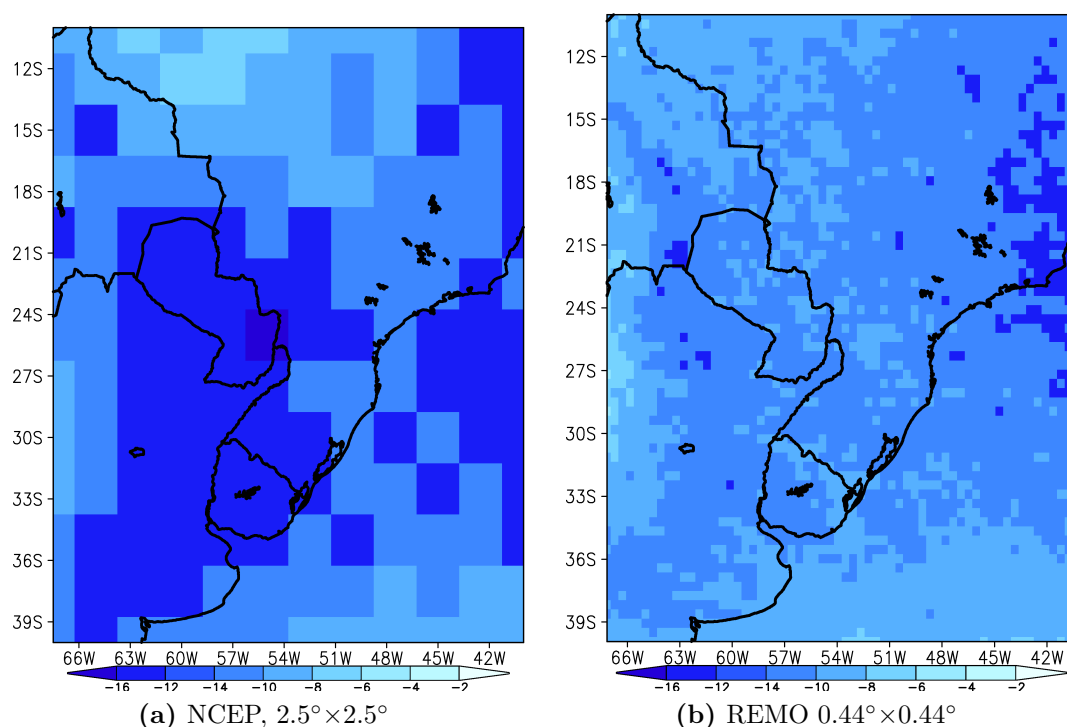 12S
15S
18S
21S
24S
27S
30S
33S
36S
39S
66W 63W 60W 57W 54W 51W 48W 45W 42W
−16 −12 −14 −10 −8 −6 −4 −2
(a) NCEP, 2.5°×2.5°
12S
15S
18S
21S
24S
27S
30S
33S
36S
39S
66W 63W 60W 57W 54W 51W 48W 45W 42W
−16 −12 −14 −10 −8 −6 −4 −2
(b) REMO 0.44°×0.44°